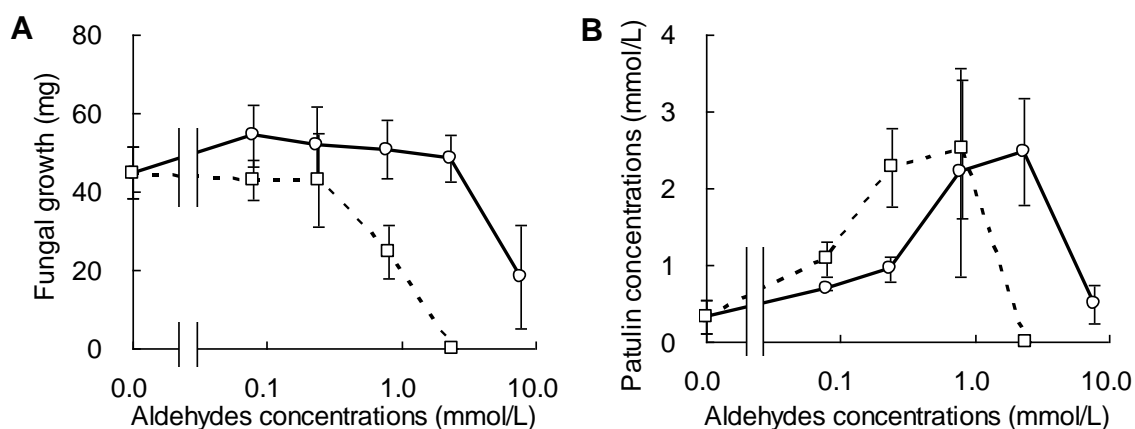 A
B
Fungal growth (mg)
80
60
40
20
0
0.0 0.1 1.0 10.0
Aldehydes concentrations (mmol/L)
Patulin concentrations (mmol/L)
4
3
2
1
0
0.0 0.1 1.0 10.0
Aldehydes concentrations (mmol/L)